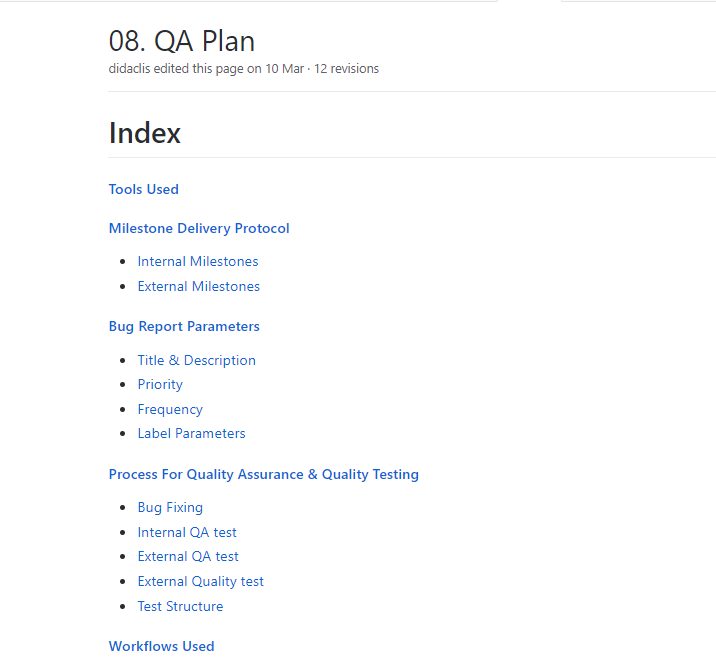 08. QA Plan
didaclis edited this page on 10 Mar · 12 revisions
Index
Tools Used
Milestone Delivery Protocol
Internal Milestones
External Milestones
Bug Report Parameters
Title & Description
Priority
Frequency
Label Parameters
Process For Quality Assurance & Quality Testing
Bug Fixing
Internal QA test
External QA test
External Quality test
Test Structure
Workflows Used